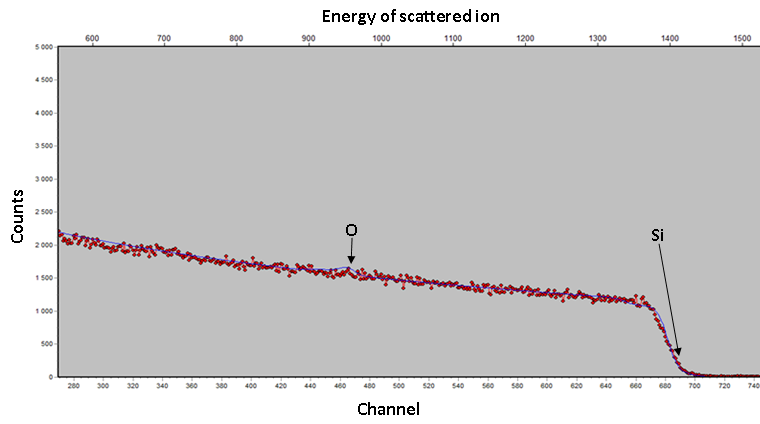 Energy of scattered ion
600 700 800 900 1000 1100 1200 1300 1400 1500
5 000
4 500
4 000
3 500
3 000
2 500
2 000
1 500
1 000
500
0
Counts
O
Si
280 300 320 340 360 380 400 420 440 460 480 500 520 540 560 580 600 620 640 660 680 700 720 740
Channel